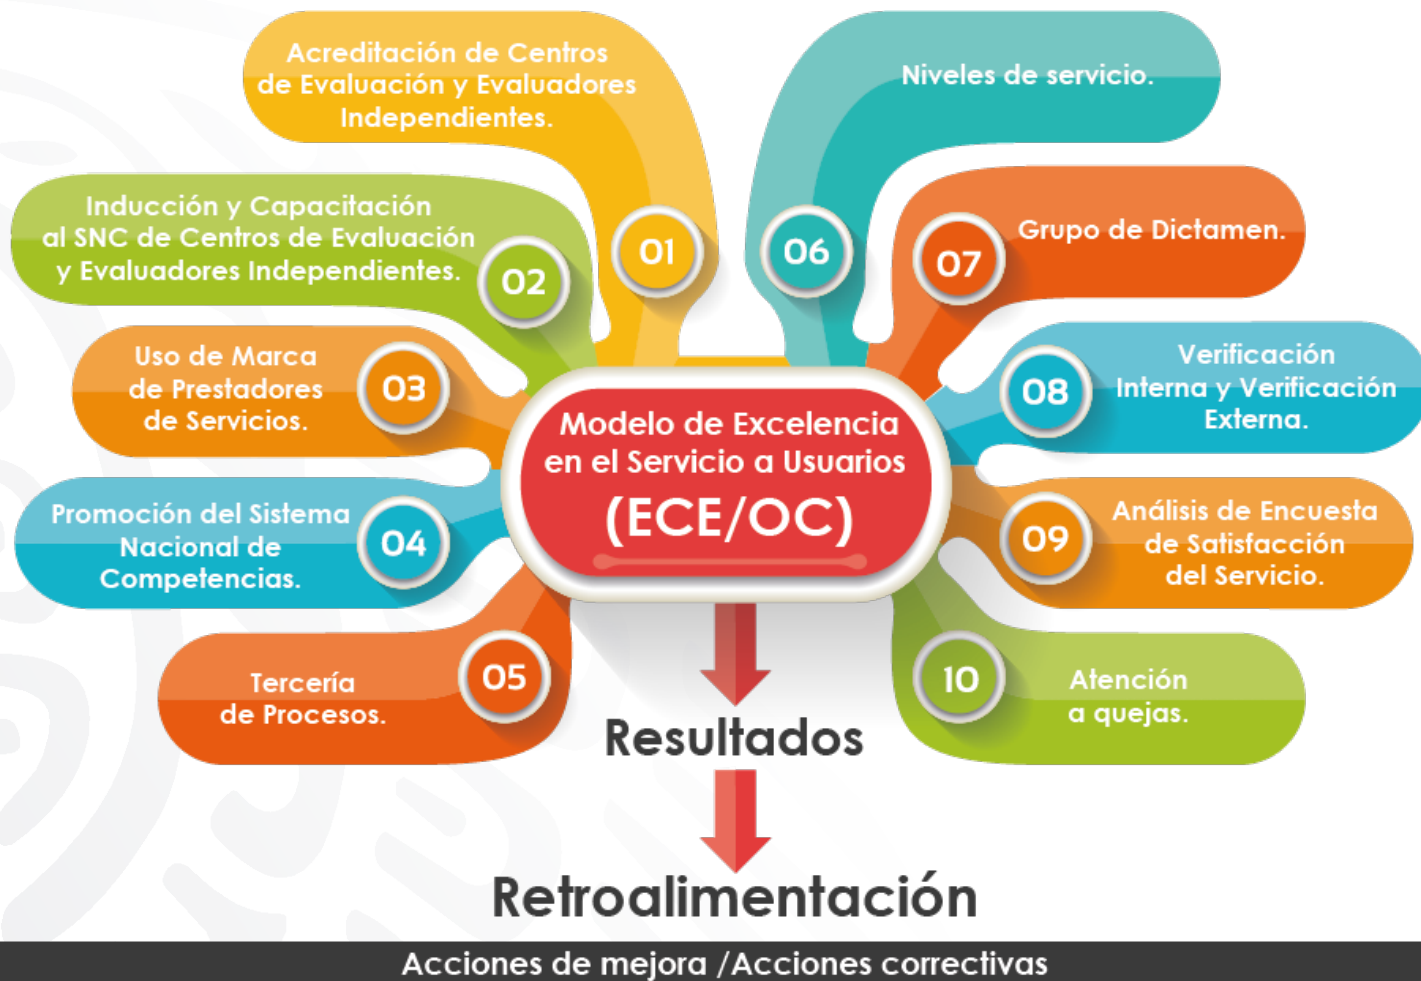 Acreditación de Centros
de Evaluación y Evaluadores
Independientes.
01
Inducción y Capacitación
al SNC de Centros de Evaluación
y Evaluadores Independientes.
02
Uso de Marca
de Prestadores
de Servicios.
03
Promoción del Sistema
Nacional de
Competencias.
04
Tercería
de Procesos.
05
Niveles de servicio.
06
Grupo de Dictamen.
07
Verificación
Interna y Verificación
Externa.
08
Análisis de Encuesta
de Satisfacción
del Servicio.
09
Atención
a quejas.
10
Modelo de Excelencia
en el Servicio a Usuarios
(ECE/OC)
Resultados
Retroalimentación
Acciones de mejora /Acciones correctivas